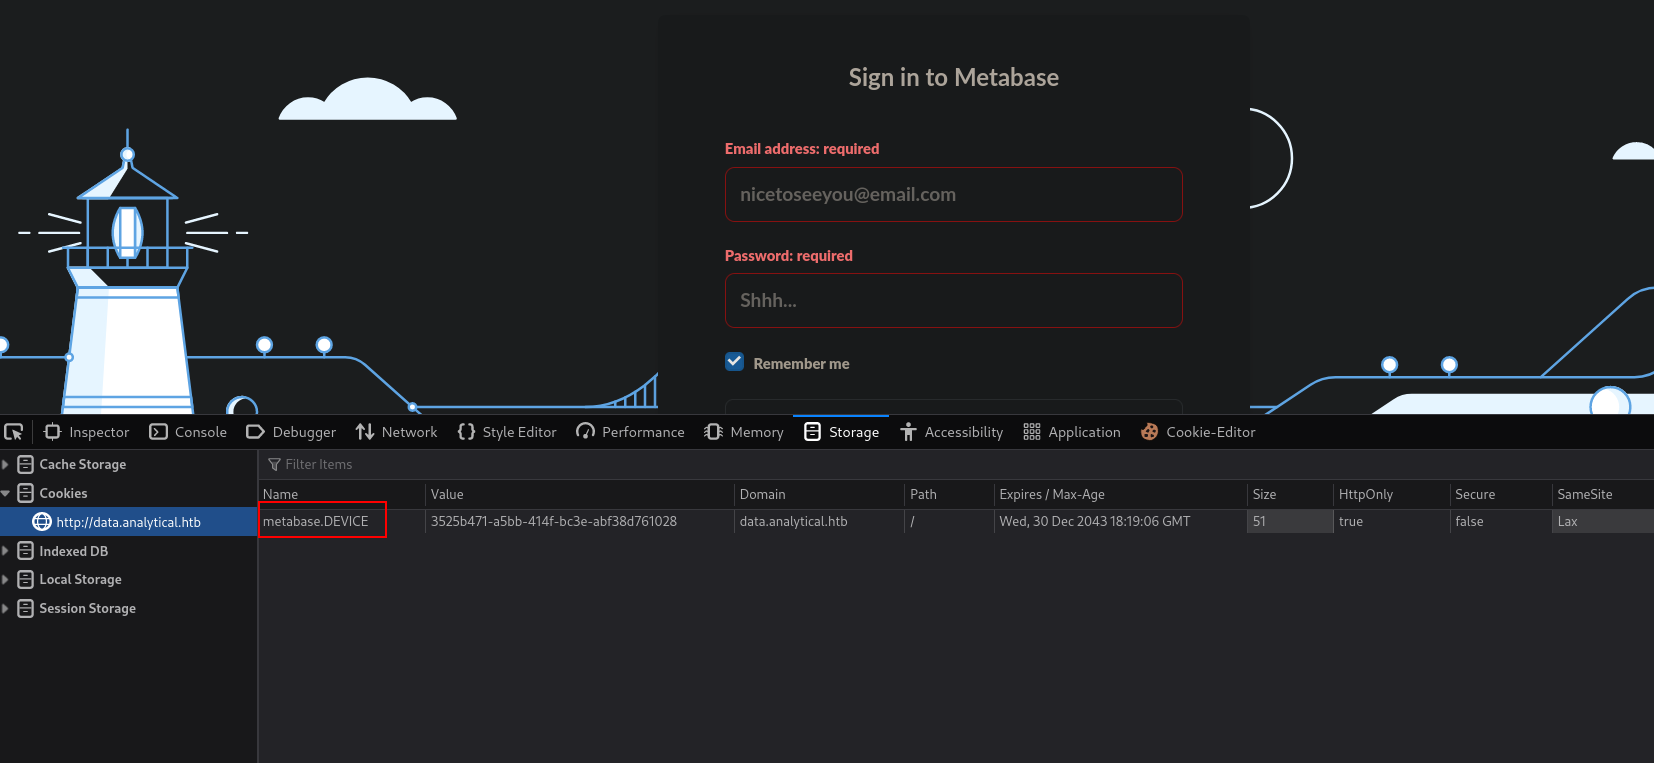 Sign in to Metabase
Email address: required
nicetoseeyou@email.com
Password: required
Shhh...
Remember me
Inspector Console Debugger Network Style Editor Performance Memory Storage Accessibility Application Cookie-Editor
Cache Storage
Cookies
http://data.analytical.htb
Indexed DB
Local Storage
Session Storage
Filter Items
Name Value Domain Path Expires / Max-Age Size HttpOnly Secure SameSite
metabase.DEVICE 3525b471-a5bb-414f-bc3e-abf38d761028 data.analytical.htb / Wed, 30 Dec 2043 18:19:06 GMT 51 true false Lax